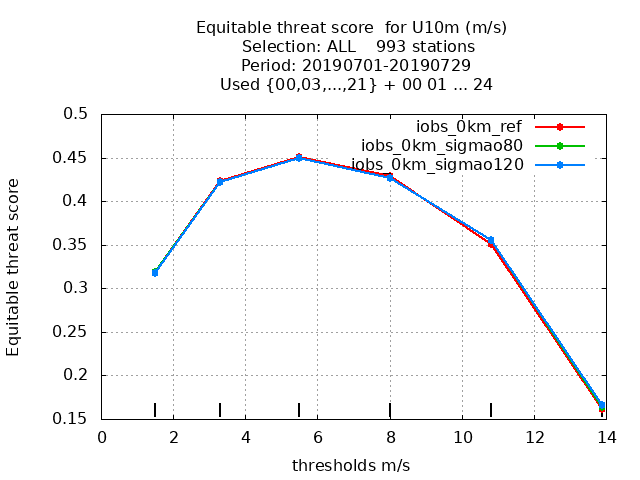 Equitable threat score  for U10m (m/s)
Selection: ALL    993 stations
Period: 20190701-20190729
Used {00,03,...,21} + 00 01 ... 24
iobs_0km_ref
iobs_0km_sigmao80
iobs_0km_sigmao120
Equitable threat score
0.5
0.45
0.4
0.35
0.3
0.25
0.2
0.15
0 2 4 6 8 10 12 14
thresholds m/s